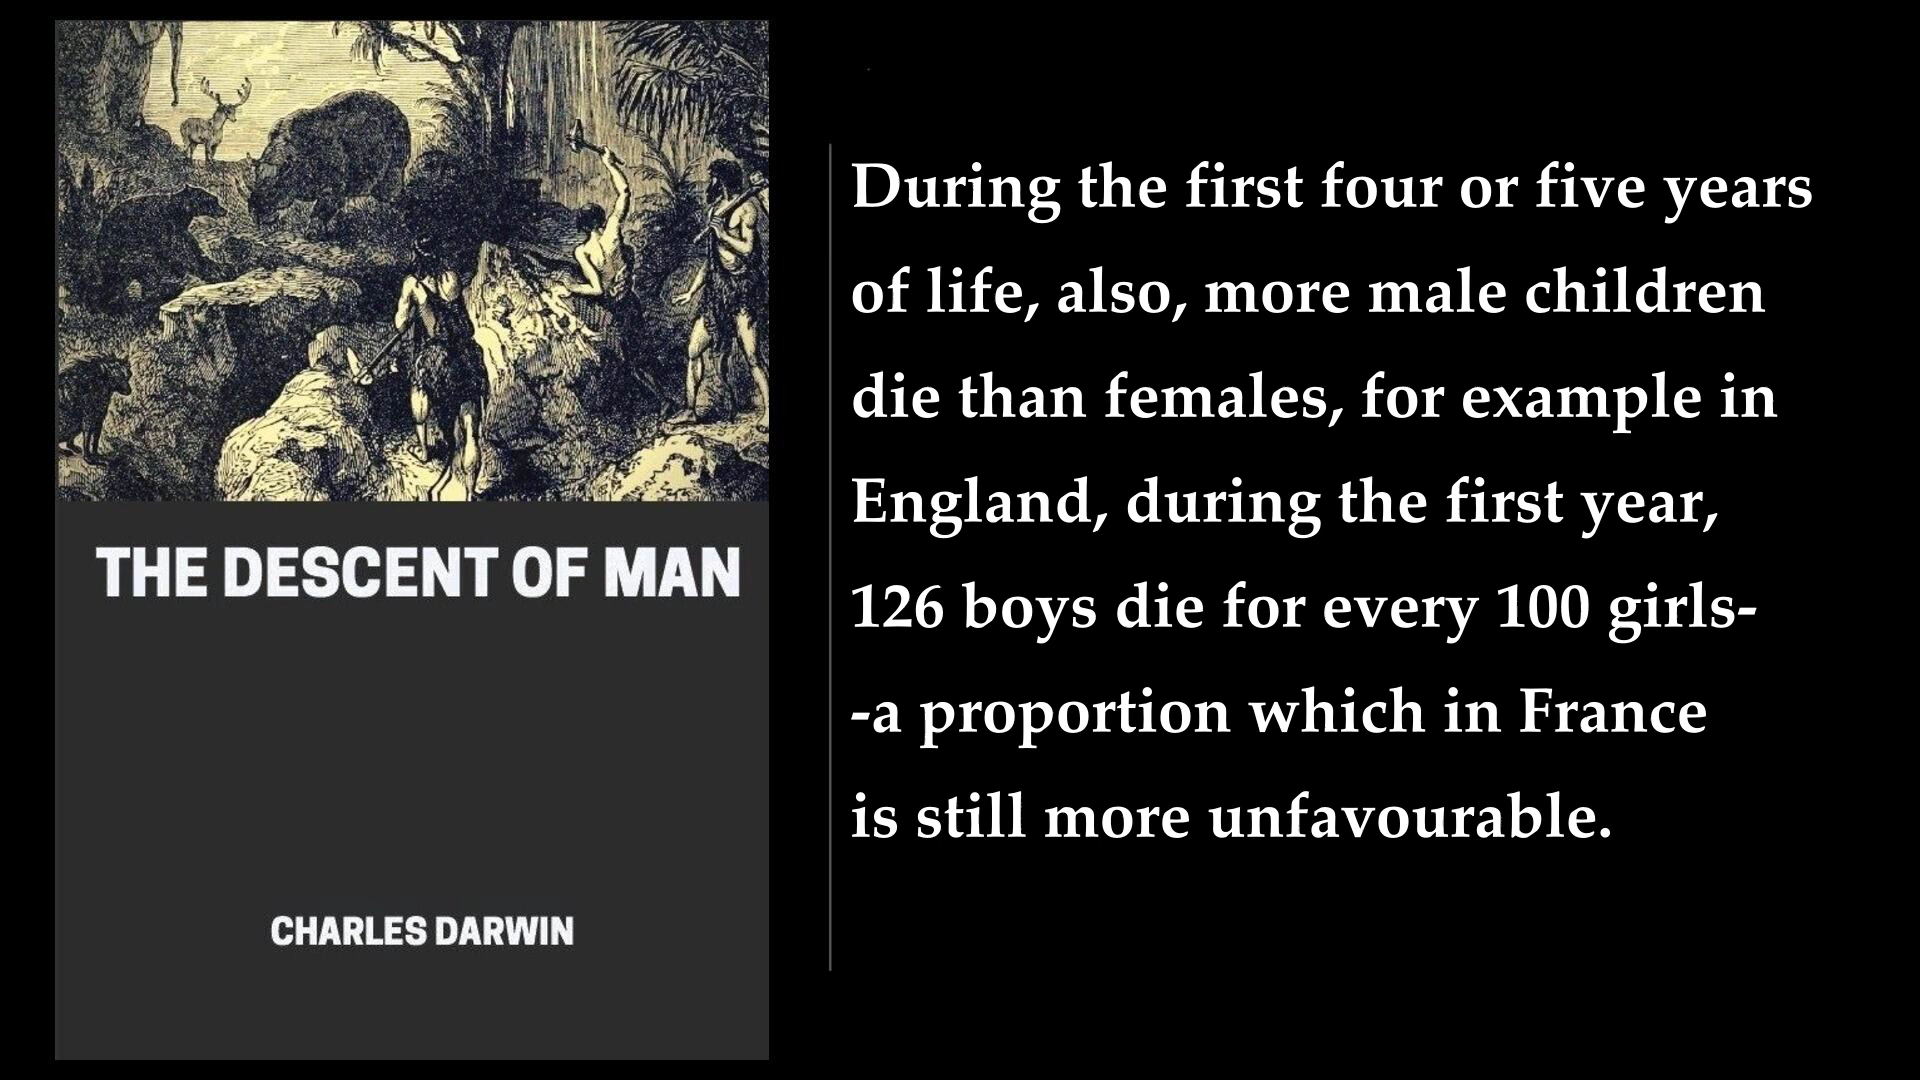 THE DESCENT OF MAN
CHARLES DARWIN
During the first four or five years
of life, also, more male children
die than females, for example in
England, during the first year,
126 boys die for every 100 girls-
-a proportion which in France
is still more unfavourable.